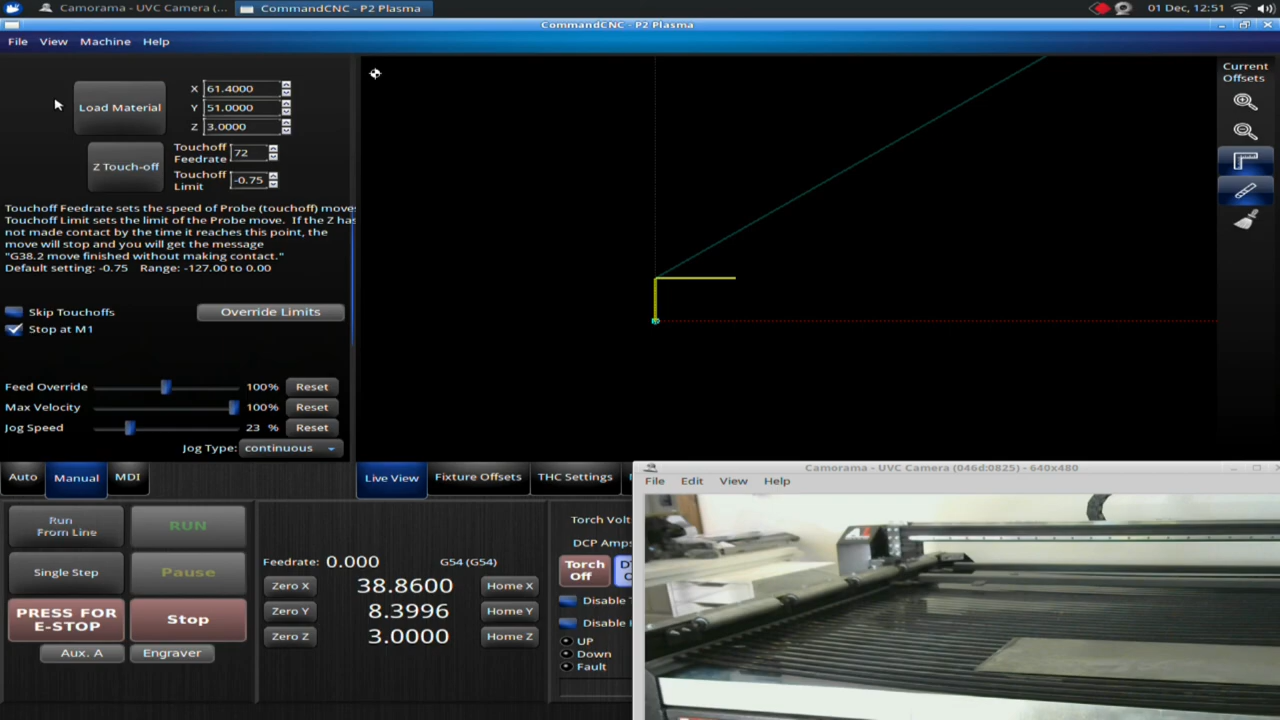 Camorama - UVC Camera (...
CommandCNC - P2 Plasma
01 Dec, 12:51
CommandCNC - P2 Plasma
File View Machine Help
Load Material
X 61.4000
Y 51.0000
Z 3.0000
Z Touch-off
Touchoff Feedrate 72
Touchoff Limit -0.75
Touchoff Feedrate sets the speed of Probe (touchoff) moves
Touchoff Limit sets the limit of the Probe move. If the Z has
not made contact by the time it reaches this point, the
move will stop and you will get the message
"G38.2 move finished without making contact."
Default setting: -0.75 Range: -127.00 to 0.00
Skip Touchoffs
Override Limits
Stop at M1
Feed Override 100% Reset
Max Velocity 100% Reset
Jog Speed 23 % Reset
Jog Type: continuous
Current
Offsets
Auto Manual MDI
Live View Fixture Offsets THC Settings
Run
From Line
RUN
Single Step
Pause
PRESS FOR
E-STOP
Stop
Aux. A
Engraver
Feedrate: 0.000 G54 (G54)
Zero X 38.8600 Home X
Zero Y 8.3996 Home Y
Zero Z 3.0000 Home Z
Torch Volt
DCP Amps
Torch
Off
Disable
Disable
UP
Down
Fault
Camorama - UVC Camera (046d:0825) - 640x480
File Edit View Help